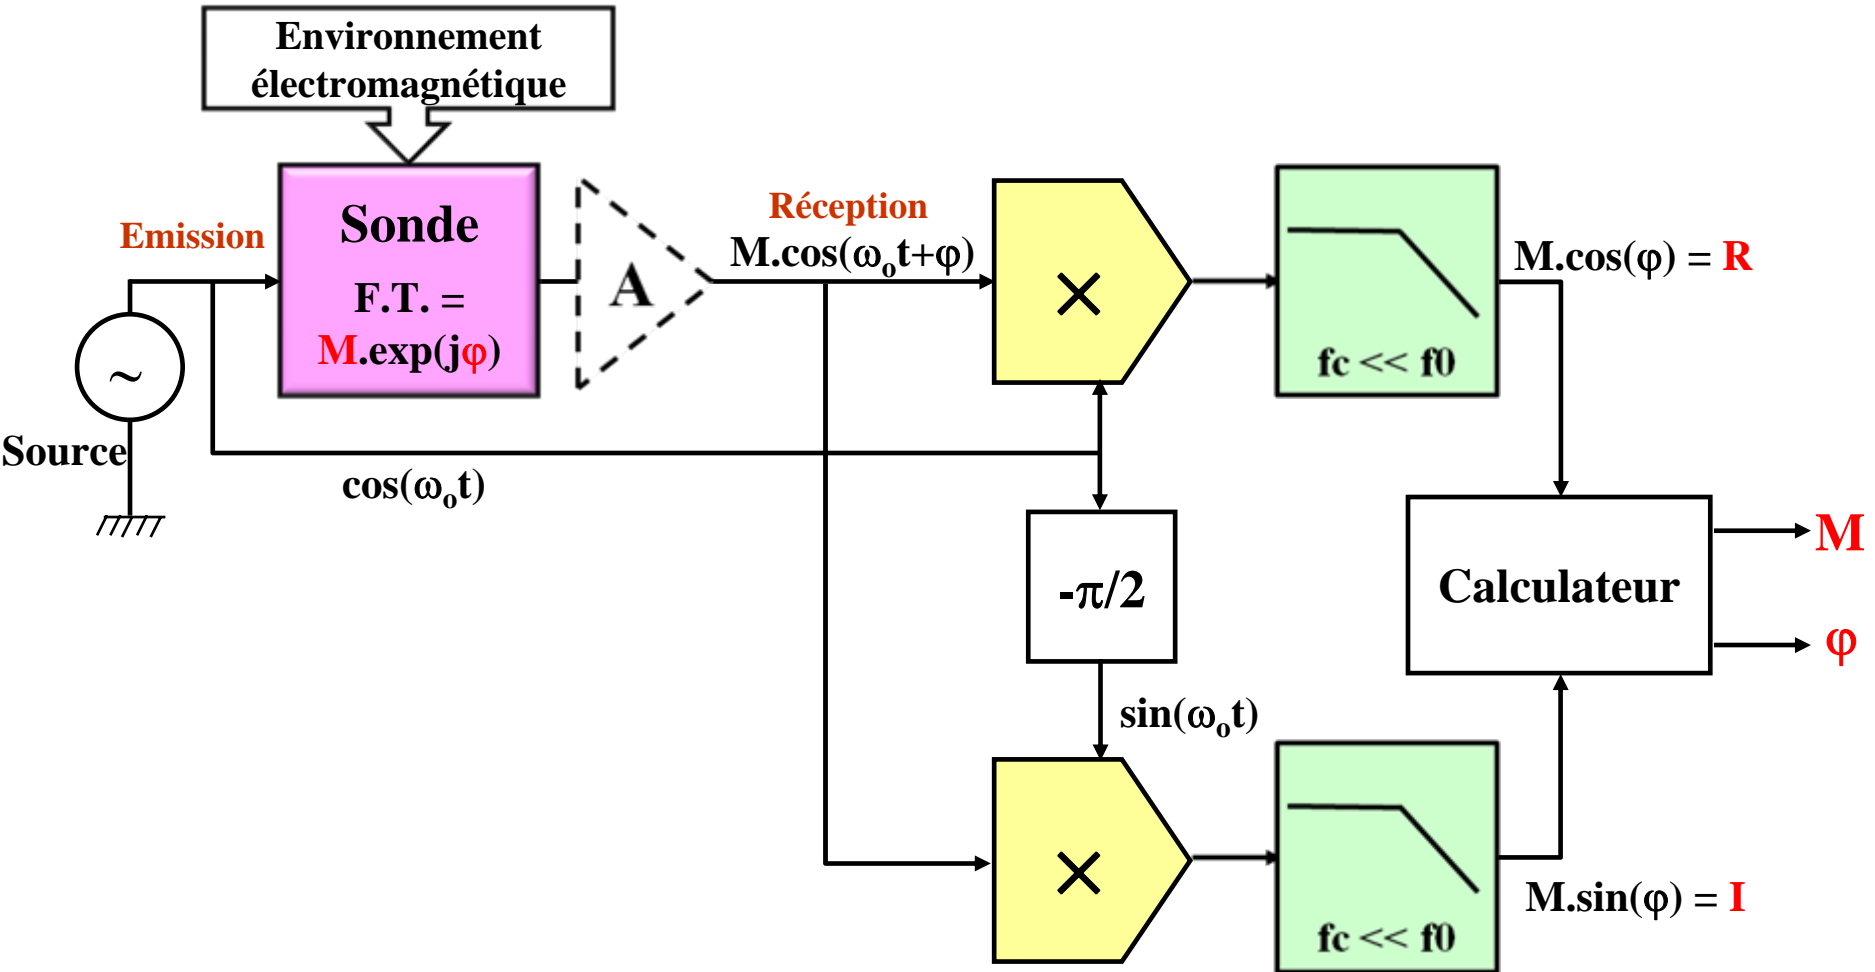 Environnement
électromagnétique
Emission
Sonde
F.T. =
M.exp(jφ)
A
Réception
M.cos(ωot+φ)
×
fc << f0
M.cos(φ) = R
~
Source
cos(ωot)
-π/2
sin(ωot)
Calculateur
M
φ
×
fc << f0
M.sin(φ) = I